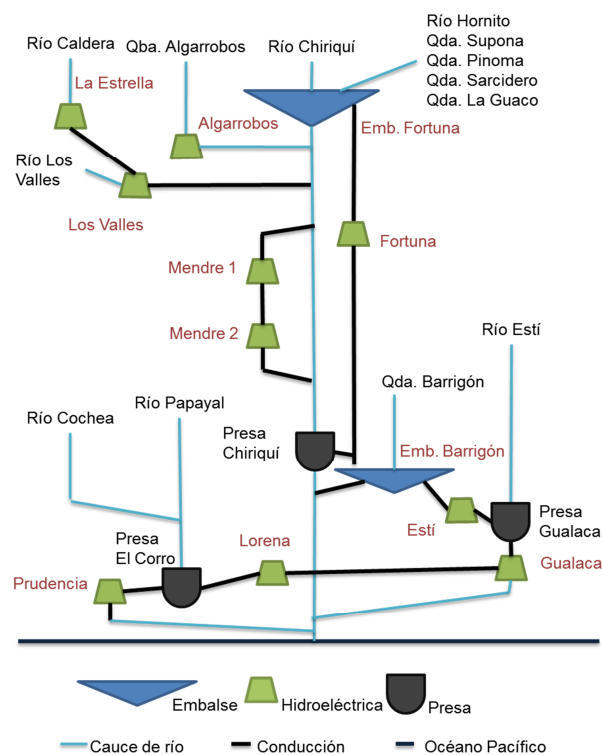 Río Caldera
Qba. Algarrobos
Río Chiriquí
Río Hornito
Qda. Supona
Qda. Pinoma
Qda. Sarcidero
Qda. La Guaco
La Estrella
Algarrobos
Emb. Fortuna
Río Los
Valles
Los Valles
Fortuna
Mendre 1
Mendre 2
Río Estí
Qda. Barrigón
Río Papayal
Río Cochea
Presa
Chiriquí
Emb. Barrigón
Presa
Gualaca
Estí
Presa
El Corro
Lorena
Gualaca
Prudencia
Embalse
Hidroeléctrica
Presa
Cauce de río
Conducción
Océano Pacífico